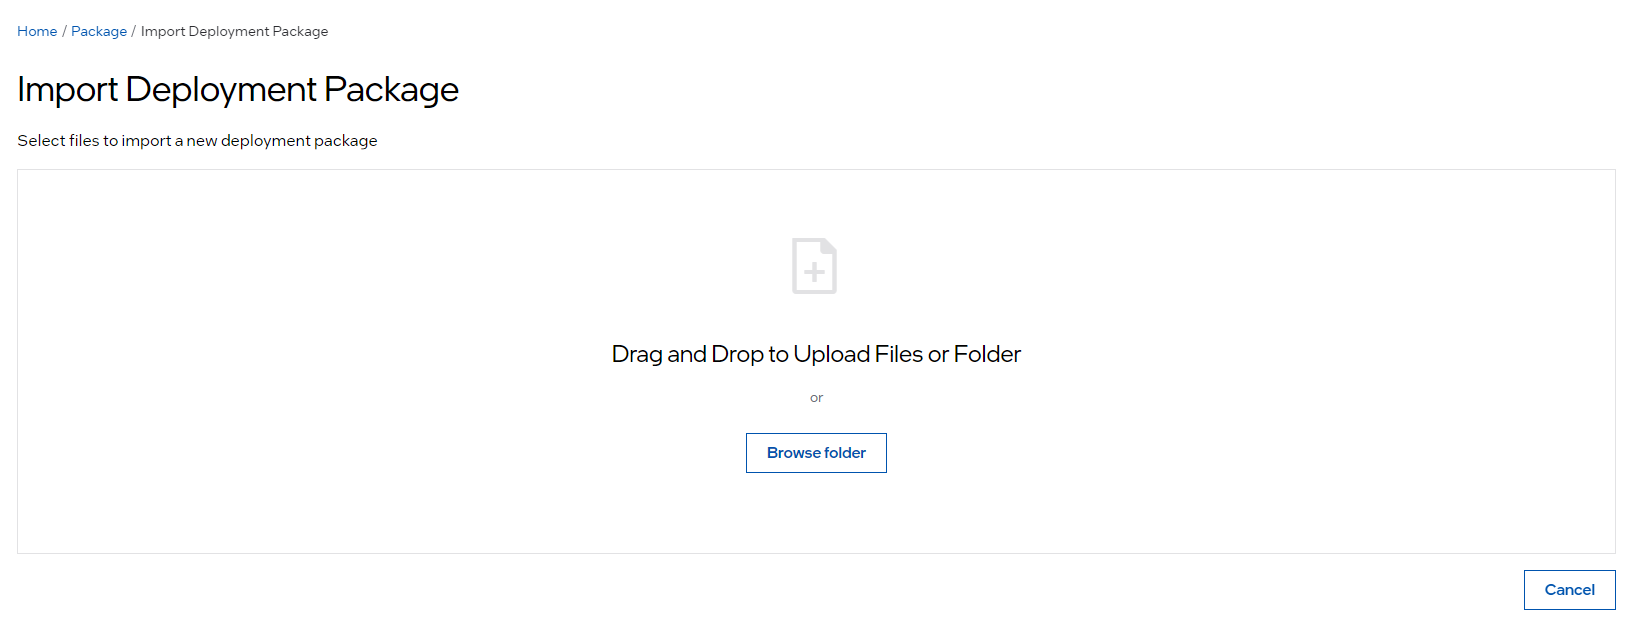 Home / Package / Import Deployment Package
Import Deployment Package
Select files to import a new deployment package
Drag and Drop to Upload Files or Folder
or
Browse folder
Cancel